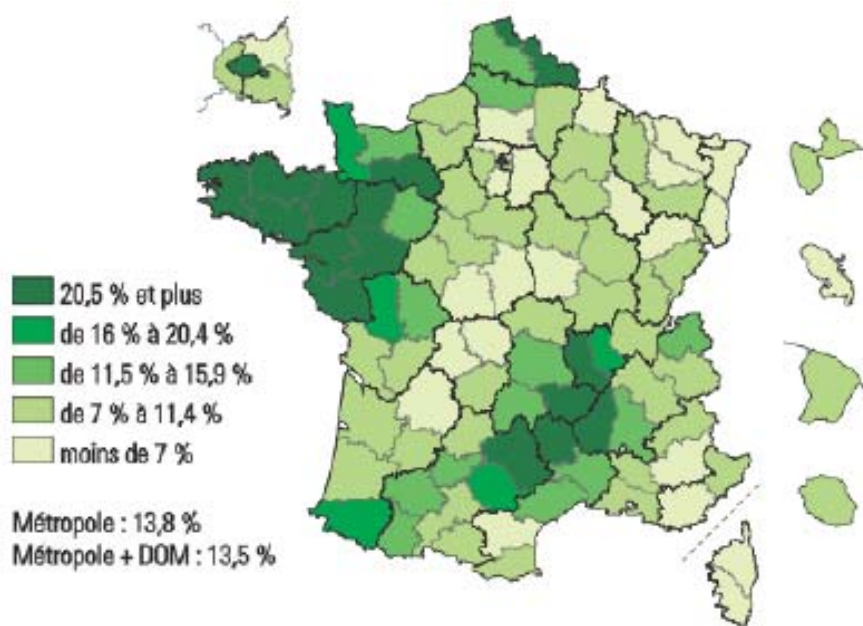 20,5 % et plus
de 16 % à 20,4 %
de 11,5 % à 15,9 %
de 7 % à 11,4 %
moins de 7 %
Métropole : 13,8 %
Métropole + DOM : 13,5 %